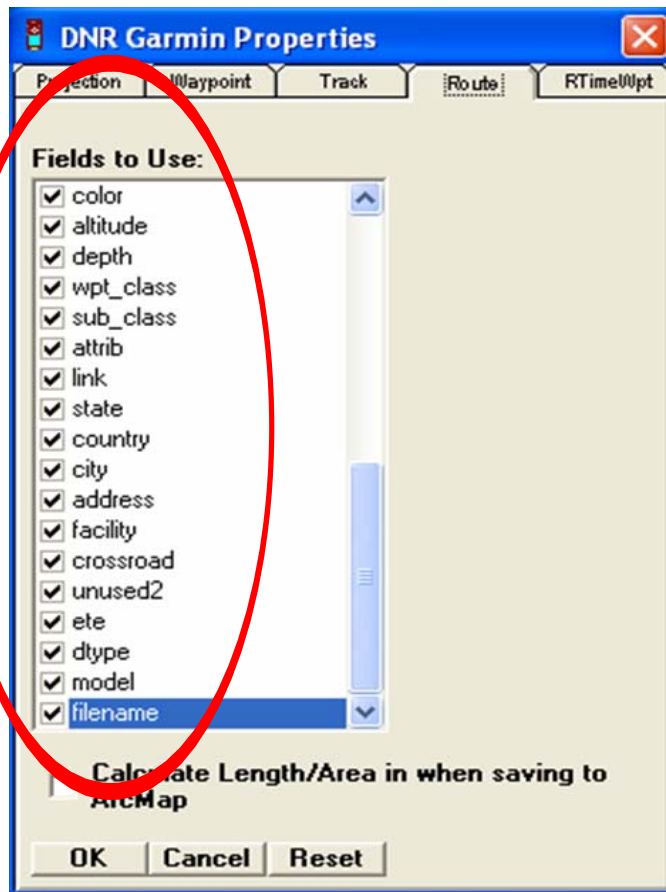 DNR Garmin Properties
Projection Waypoint Track Route RTimeWpt
Fields to Use:
color
altitude
depth
wpt_class
sub_class
attrib
link
state
country
city
address
facility
crossroad
unused2
ete
dtype
model
filename
Calculate Length/Area in when saving to
ArcMap
OK Cancel Reset